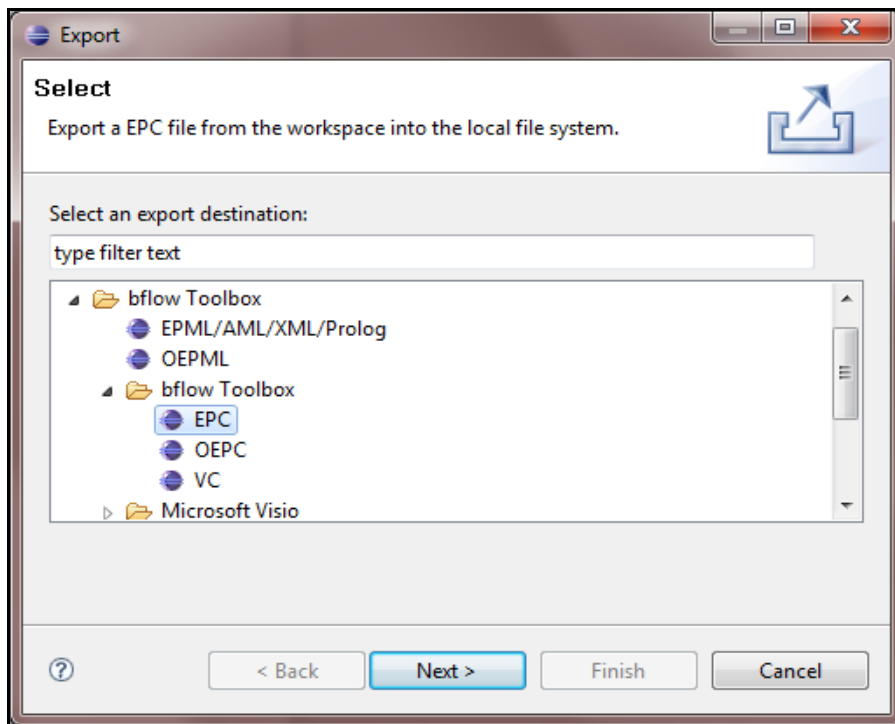 Export
Select
Export a EPC file from the workspace into the local file system.
Select an export destination:
type filter text
bflow Toolbox
EPML/AML/XML/Prolog
OEPML
bflow Toolbox
EPC
OEPC
VC
Microsoft Visio
? < Back Next > Finish Cancel